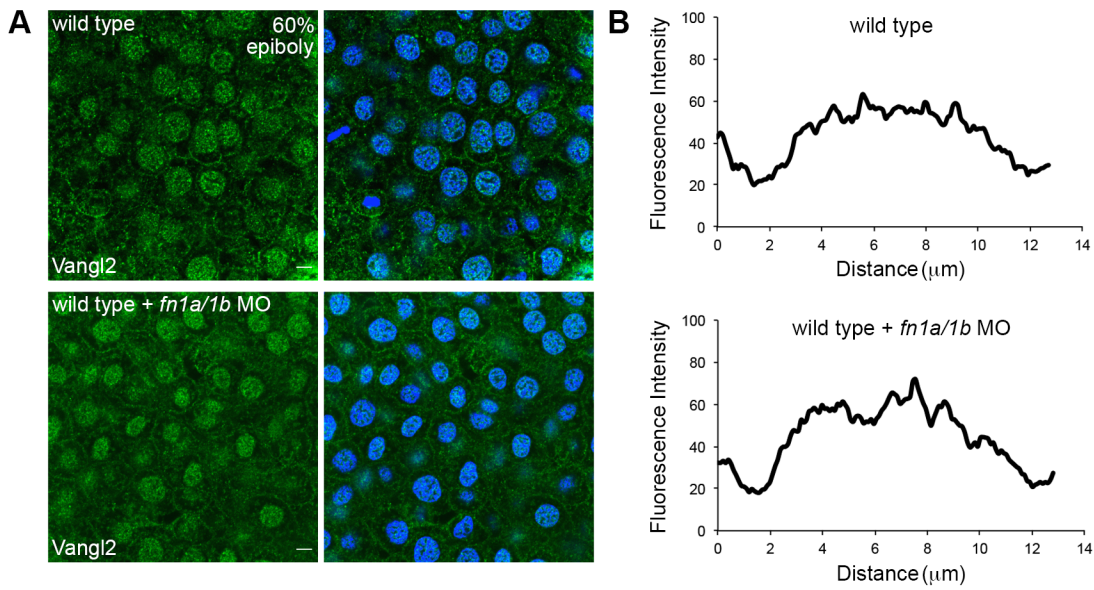 A
wild type
60%
epiboly
Vangl2
wild type + fn1a/1b MO
Vangl2
B
wild type
Fluorescence Intensity
100
80
60
40
20
0
0 2 4 6 8 10 12 14
Distance (μm)
wild type + fn1a/1b MO
Fluorescence Intensity
100
80
60
40
20
0
0 2 4 6 8 10 12 14
Distance (μm)